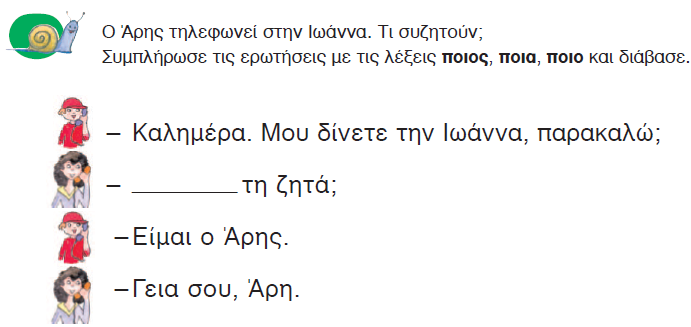 Ο Άρης τηλεφωνεί στην Ιωάννα. Τι συζητούν;
Συμπλήρωσε τις ερωτήσεις με τις λέξεις ποιος, ποια, ποιο και διάβασε.
– Καλημέρα. Μου δίνετε την Ιωάννα, παρακαλώ;
– ________ τη ζητά;
– Είμαι ο Άρης.
– Γεια σου, Άρη.